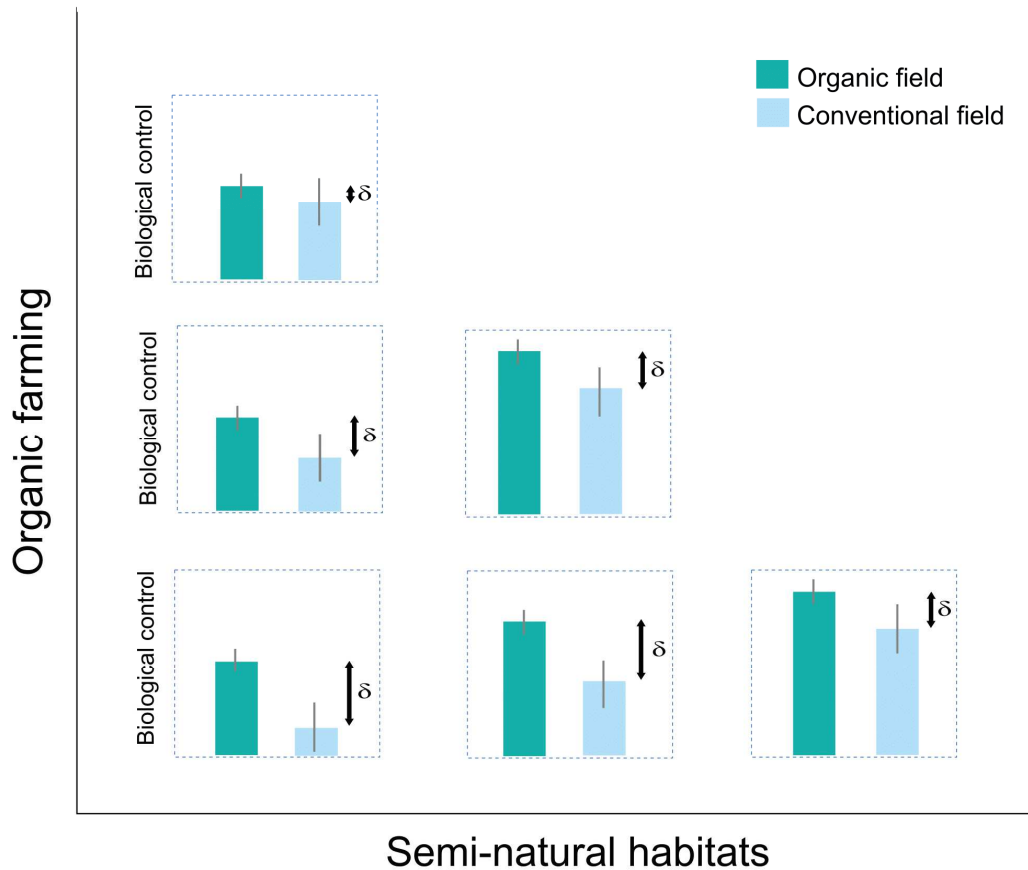 Organic field
Conventional field
Biological control
δ
Biological control
δ
δ
Organic farming
Biological control
δ
δ
δ
Semi-natural habitats